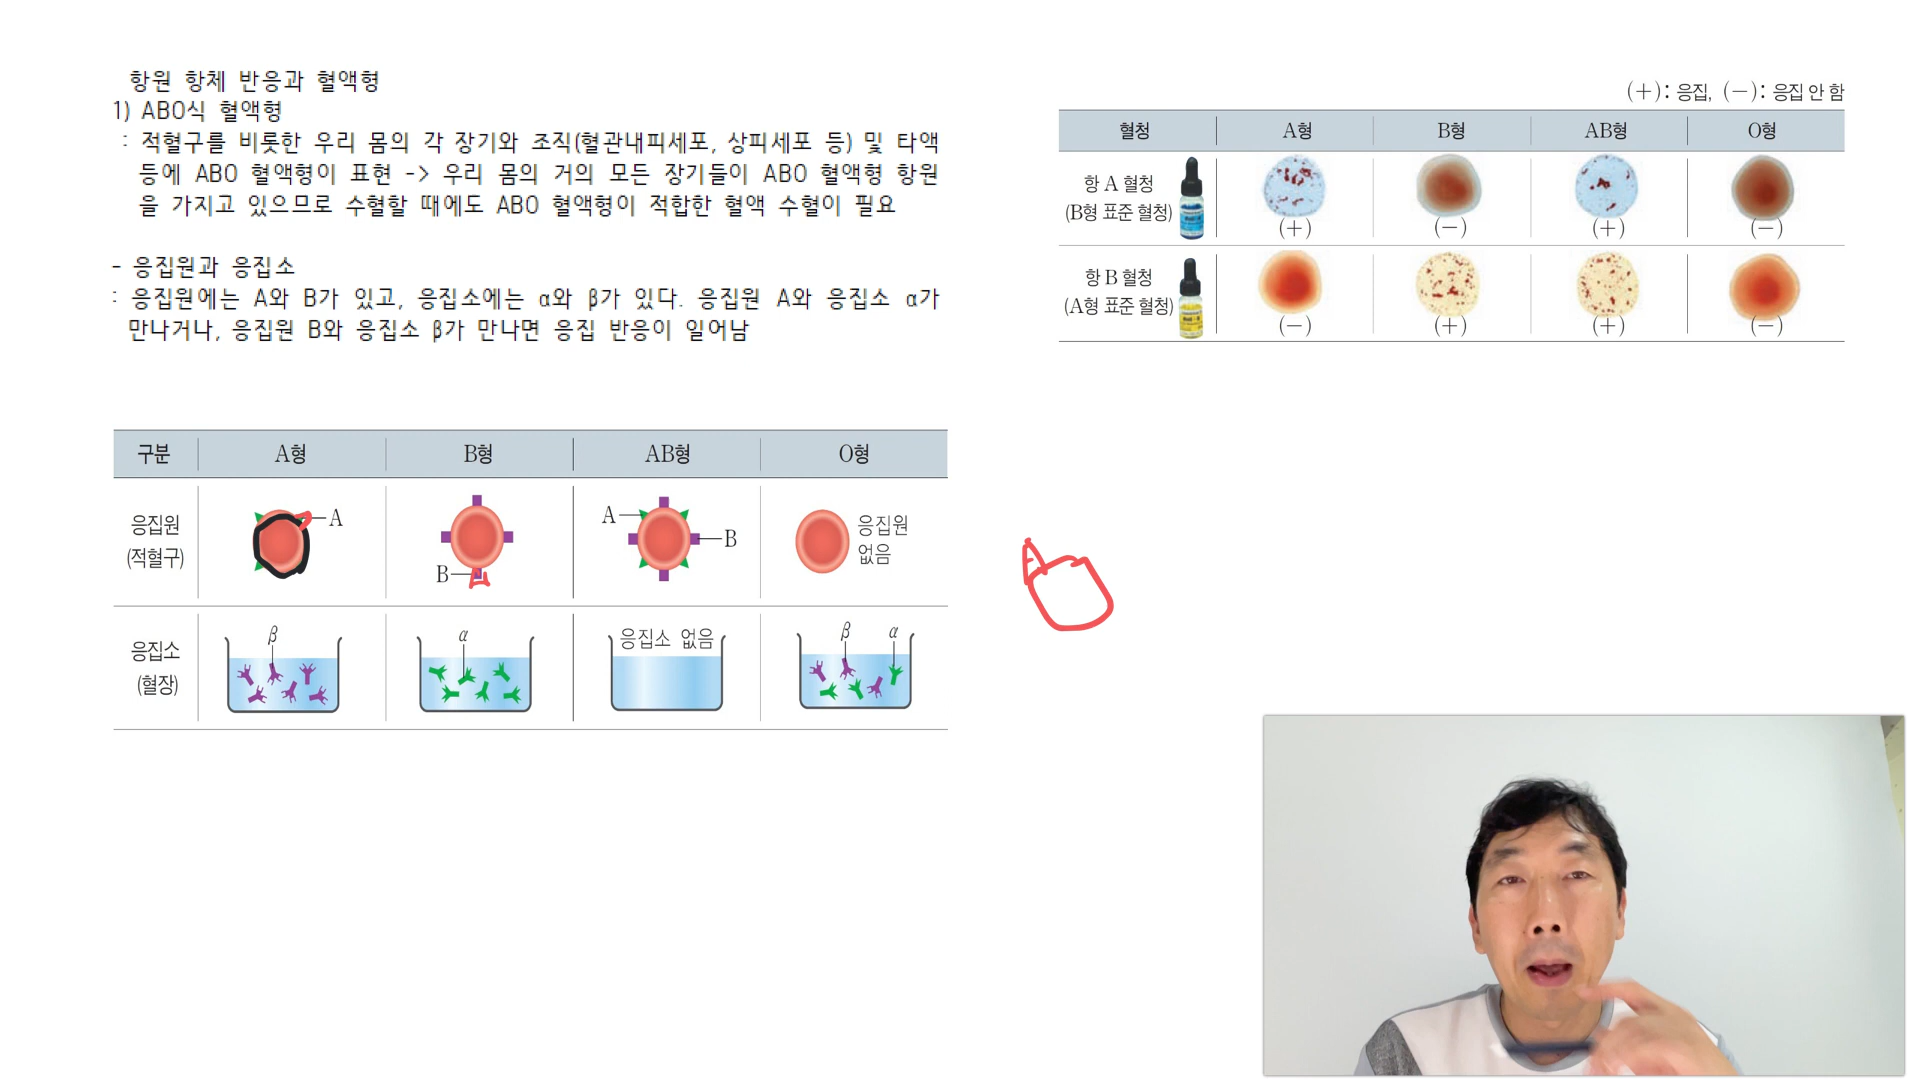 항원 항체 반응과 혈액형
1) ABO식 혈액형
: 적혈구를 비롯한 우리 몸의 각 장기와 조직(혈관내피세포, 상피세포 등) 및 타액
등에 ABO 혈액형이 표현 -> 우리 몸의 거의 모든 장기들이 ABO 혈액형 항원
을 가지고 있으므로 수혈할 때에도 ABO 혈액형이 적합한 혈액 수혈이 필요
- 응집원과 응집소
: 응집원에는 A와 B가 있고, 응집소에는 α와 β가 있다. 응집원 A와 응집소 α가
만나거나, 응집원 B와 응집소 β가 만나면 응집 반응이 일어남
구분 A형 B형 AB형 O형
응집원
(적혈구)
A
B
A
B
응집원
없음
응집소
(혈장)
β
α
응집소 없음
β α
(+): 응집, (-): 응집 안 함
혈청 A형 B형 AB형 O형
항 A 혈청
(B형 표준 혈청)
(+) (-) (+) (-)
항 B 혈청
(A형 표준 혈청)
(-) (+) (+) (-)